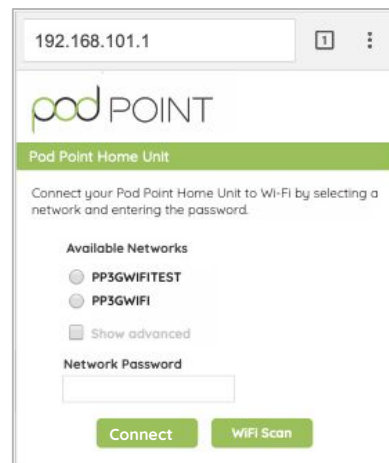 192.168.101.1
1
pod POINT
Pod Point Home Unit
Connect your Pod Point Home Unit to Wi-Fi by selecting a
network and entering the password.
Available Networks
PP3GWIFITEST
PP3GWIFI
Show advanced
Network Password
Connect WiFi Scan